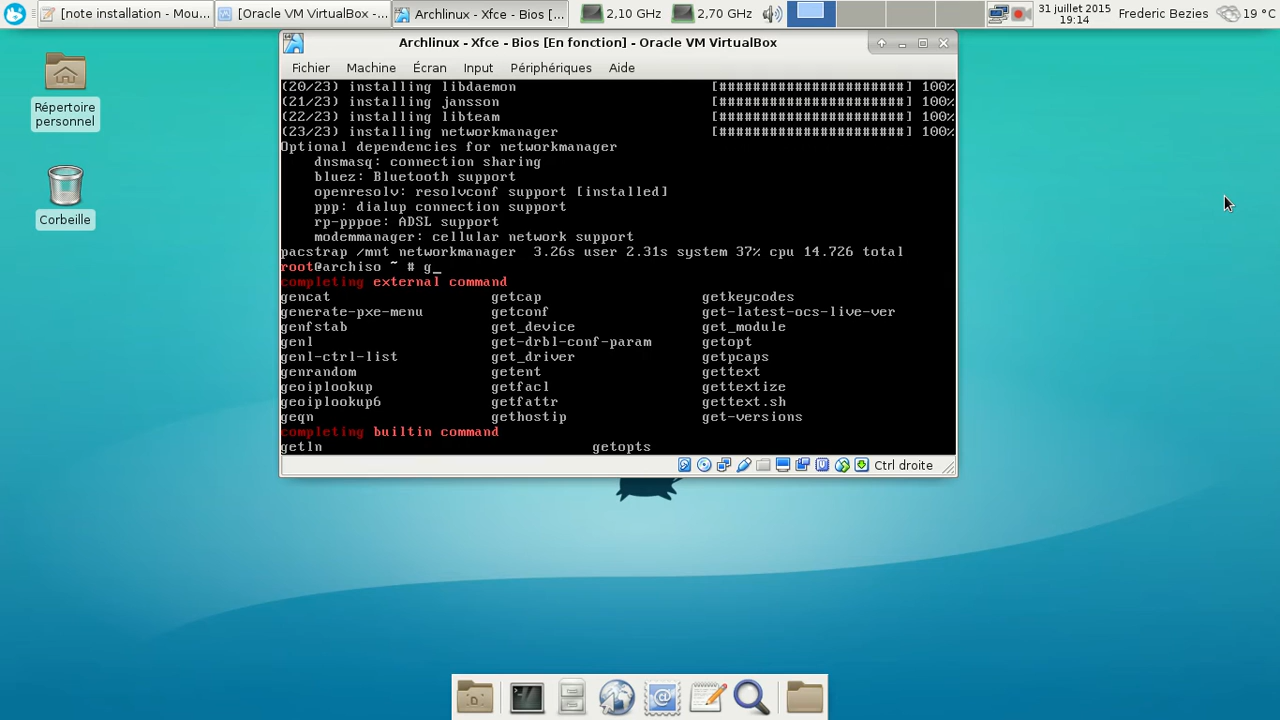 [note installation - Mou...
[Oracle VM VirtualBox -...
Archlinux - Xfce - Bios [...
2,10 GHz
2,70 GHz
31 juillet 2015
19:14
Frederic Bezies
19 °C
Répertoire
personnel
Corbeille
Archlinux - Xfce - Bios [En fonction] - Oracle VM VirtualBox
Fichier Machine Écran Input Périphériques Aide
(20/23) installing libdaemon [######################] 100%
(21/23) installing jansson [######################] 100%
(22/23) installing libteam [######################] 100%
(23/23) installing networkmanager [######################] 100%
Optional dependencies for networkmanager
dnsmasq: connection sharing
bluez: Bluetooth support
openresolv: resolvconf support [installed]
ppp: dialup connection support
rp-pppoe: ADSL support
modemmanager: cellular network support
pacstrap /mnt networkmanager 3.26s user 2.31s system 37% cpu 14.726 total
root@archiso ~ # g_
completing external command
gencat getcap getkeycodes
generate-pxe-menu getconf get-latest-ocs-live-ver
genfstab get_device get_module
genl get-drbl-conf-param getopt
genl-ctrl-list get_driver getpcaps
genrandom getent gettext
geoiplookup getfacl gettextize
geoiplookup6 getfattr gettext.sh
geqn gethostip get-versions
completing builtin command
getln getopts
Ctrl droite